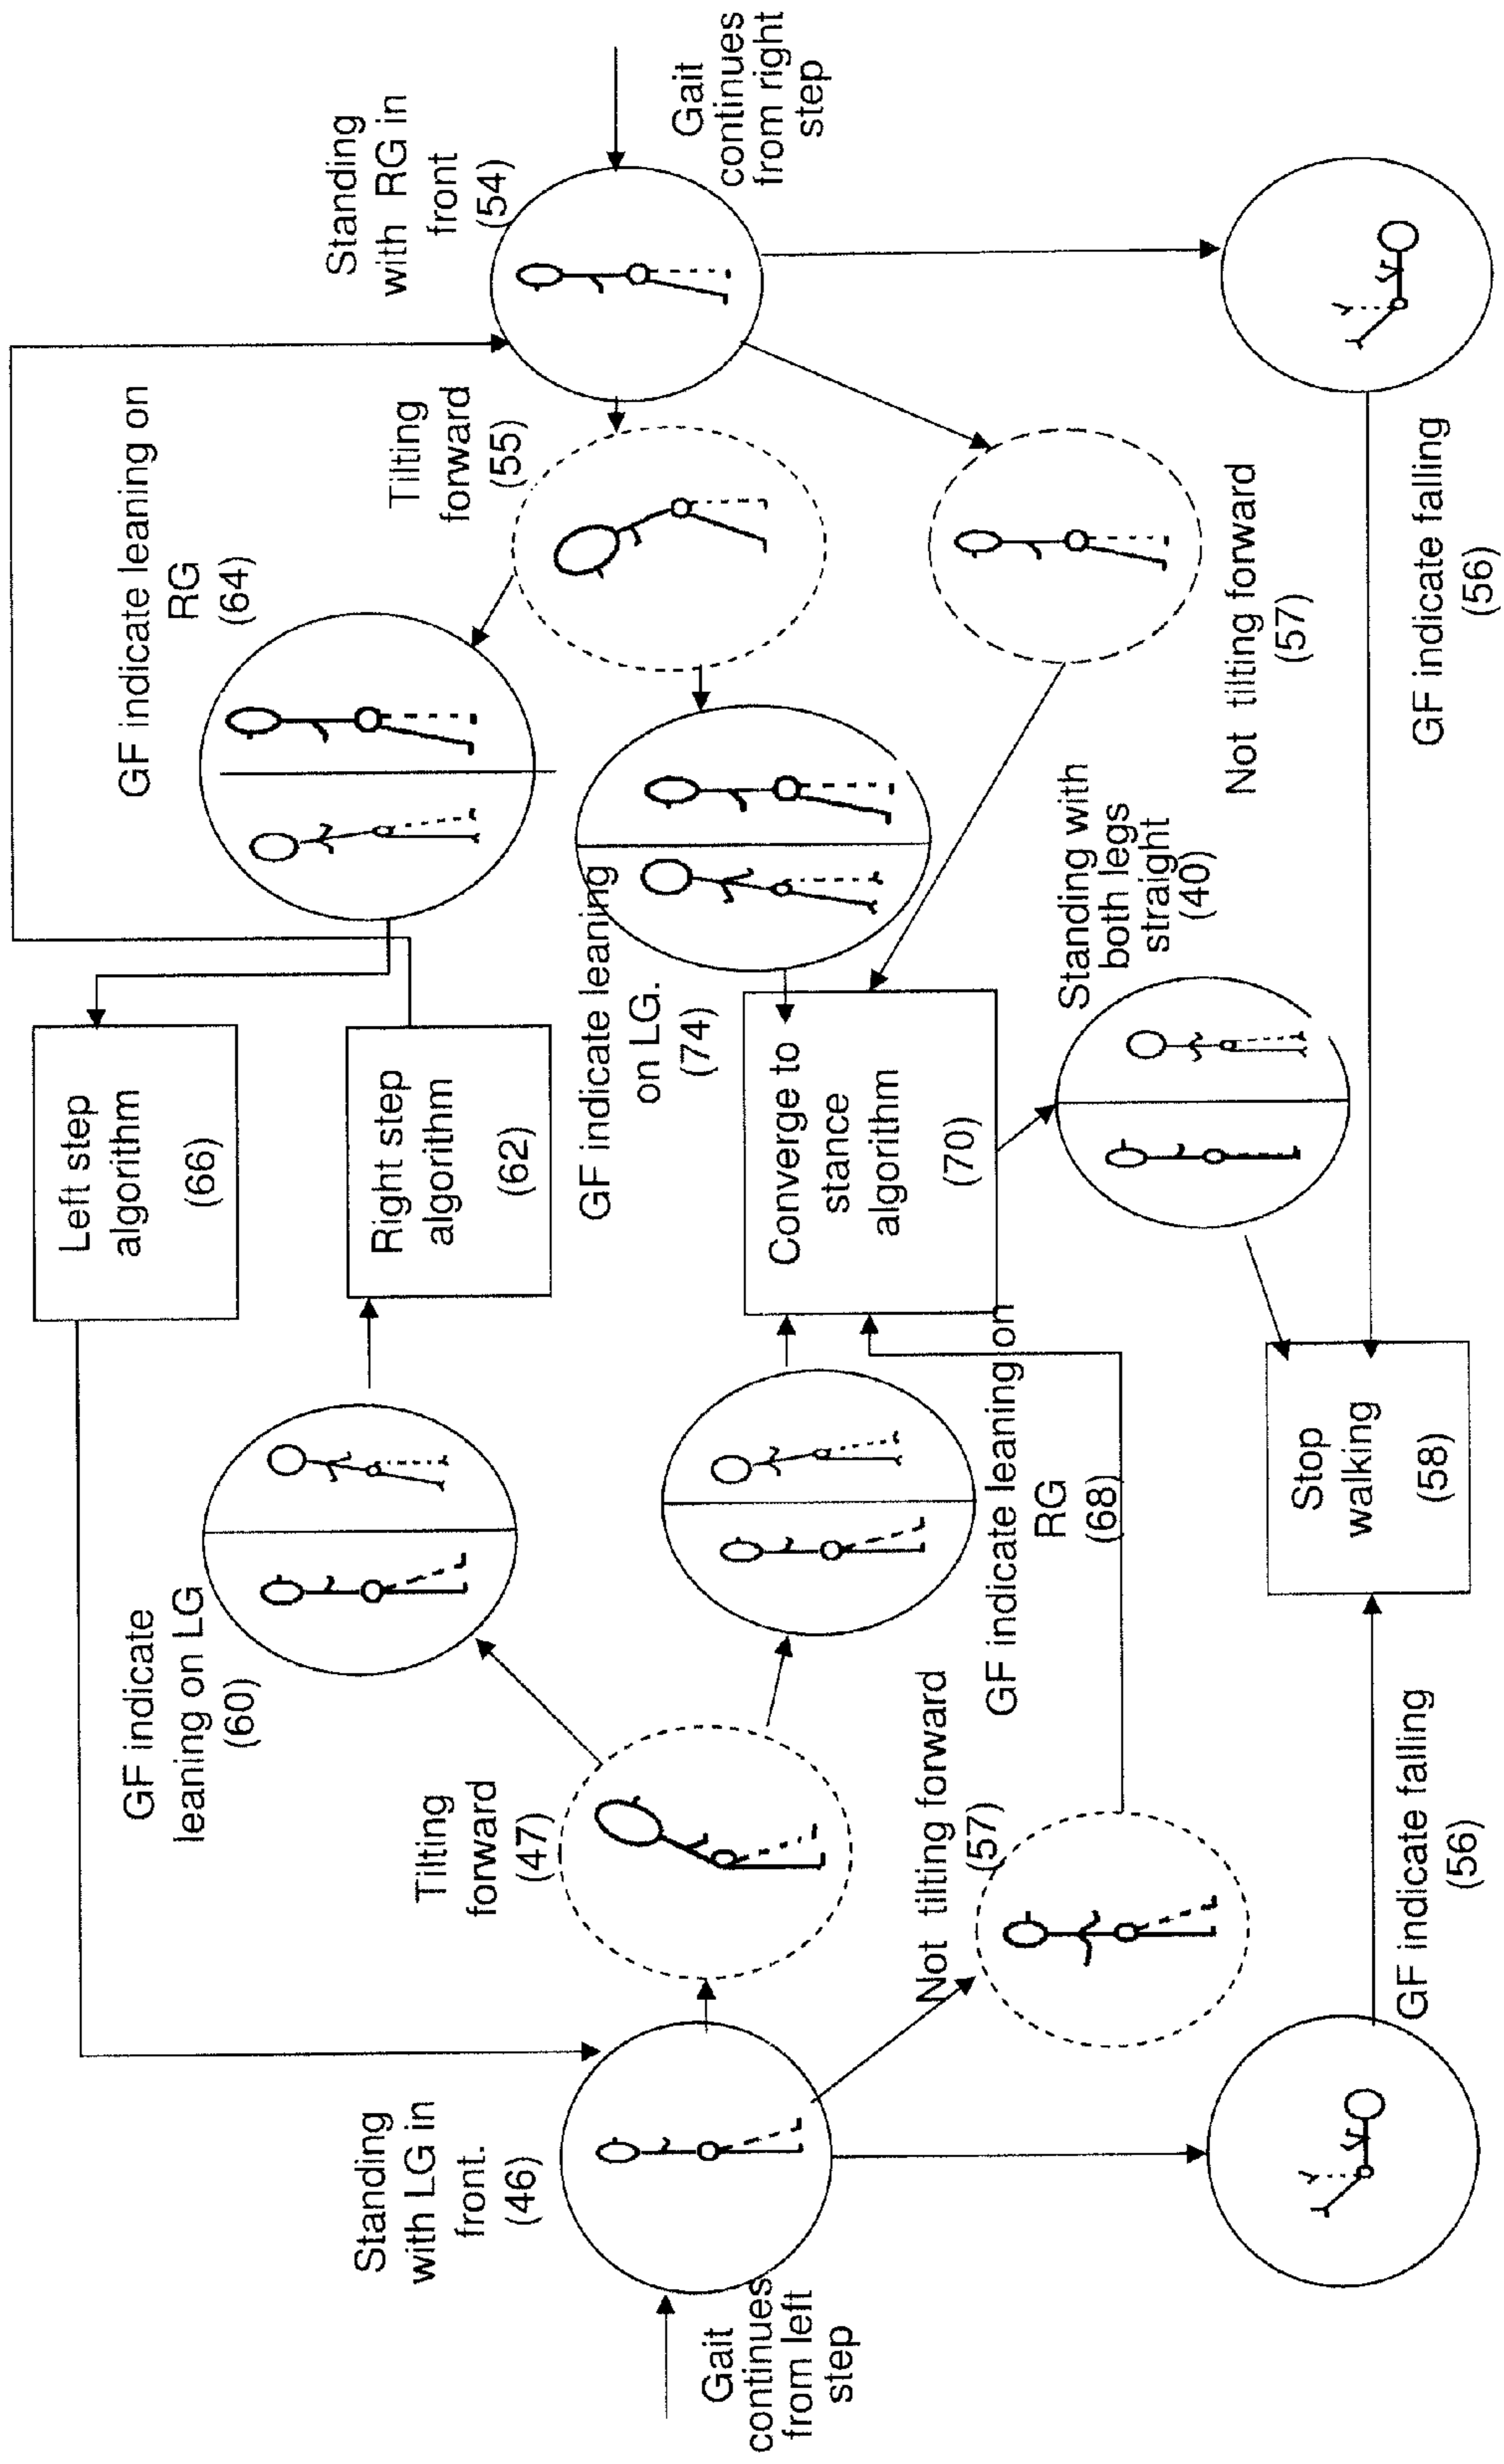 Left step
algorithm
(66)
GF indicate leaning on
RG
(64)
GF indicate
leaning on LG
(60)
Right step
algorithm
(62)
Standing
with RG in
front
(54)
Tilting
forward
(55)
Standing
with LG in
front.
(46)
Tilting
forward
(47)
GF indicate leaning
on LG.
(74)
Gait
continues
from right
step
Gait
continues
from left
step
Converge to
stance
algorithm
(70)
Not tilting forward
(57)
GF indicate leaning on
RG
(68)
Standing with
both legs
straight
(40)
Not tilting forward
(57)
Stop
walking
(58)
GF indicate falling
(56)
GF indicate falling
(56)